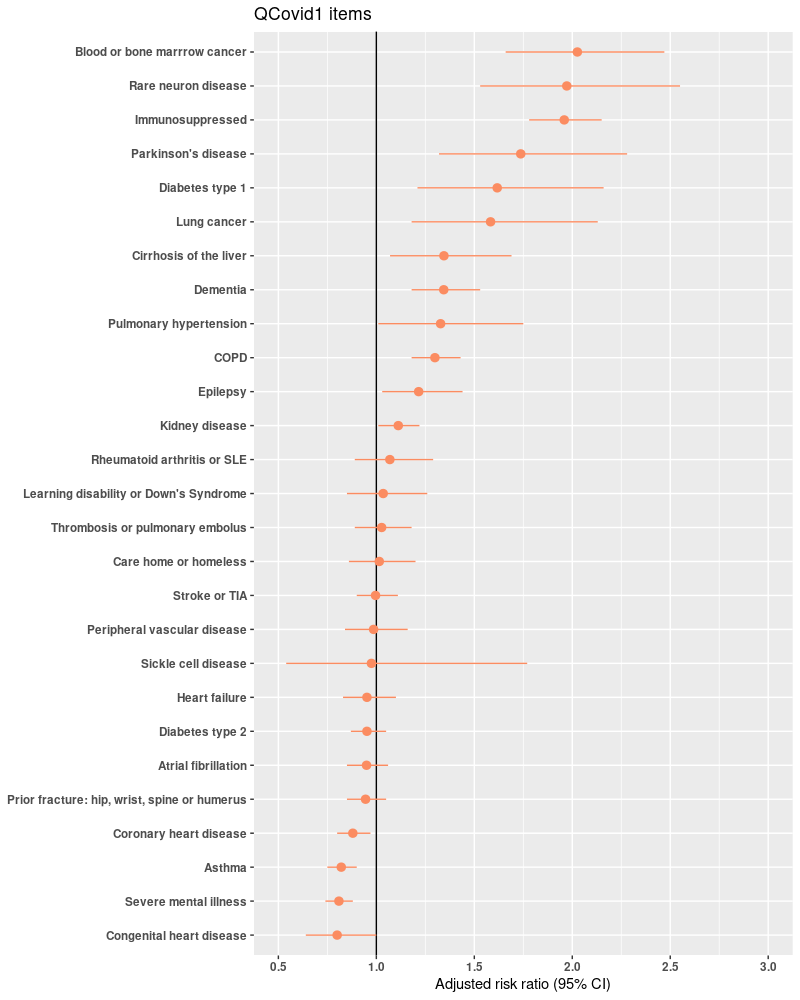 QCovid1 items
Blood or bone marrrow cancer
Rare neuron disease
Immunosuppressed
Parkinson's disease
Diabetes type 1
Lung cancer
Cirrhosis of the liver
Dementia
Pulmonary hypertension
COPD
Epilepsy
Kidney disease
Rheumatoid arthritis or SLE
Learning disability or Down's Syndrome
Thrombosis or pulmonary embolus
Care home or homeless
Stroke or TIA
Peripheral vascular disease
Sickle cell disease
Heart failure
Diabetes type 2
Atrial fibrillation
Prior fracture: hip, wrist, spine or humerus
Coronary heart disease
Asthma
Severe mental illness
Congenital heart disease
0.5 1.0 1.5 2.0 2.5 3.0
Adjusted risk ratio (95% CI)